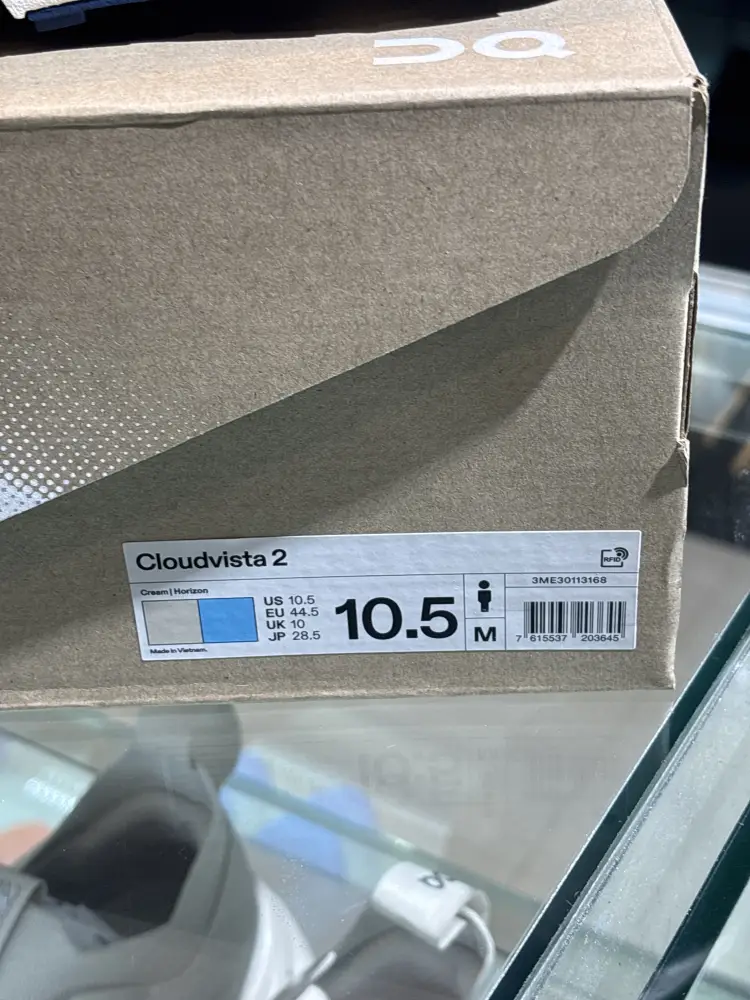 On
Cloudvista 2
RFID
Cream | Horizon
US 10.5
EU 44.5
UK 10
JP 28.5
10.5
M
3ME30113168
7 615537 203645
Made in Vietnam.